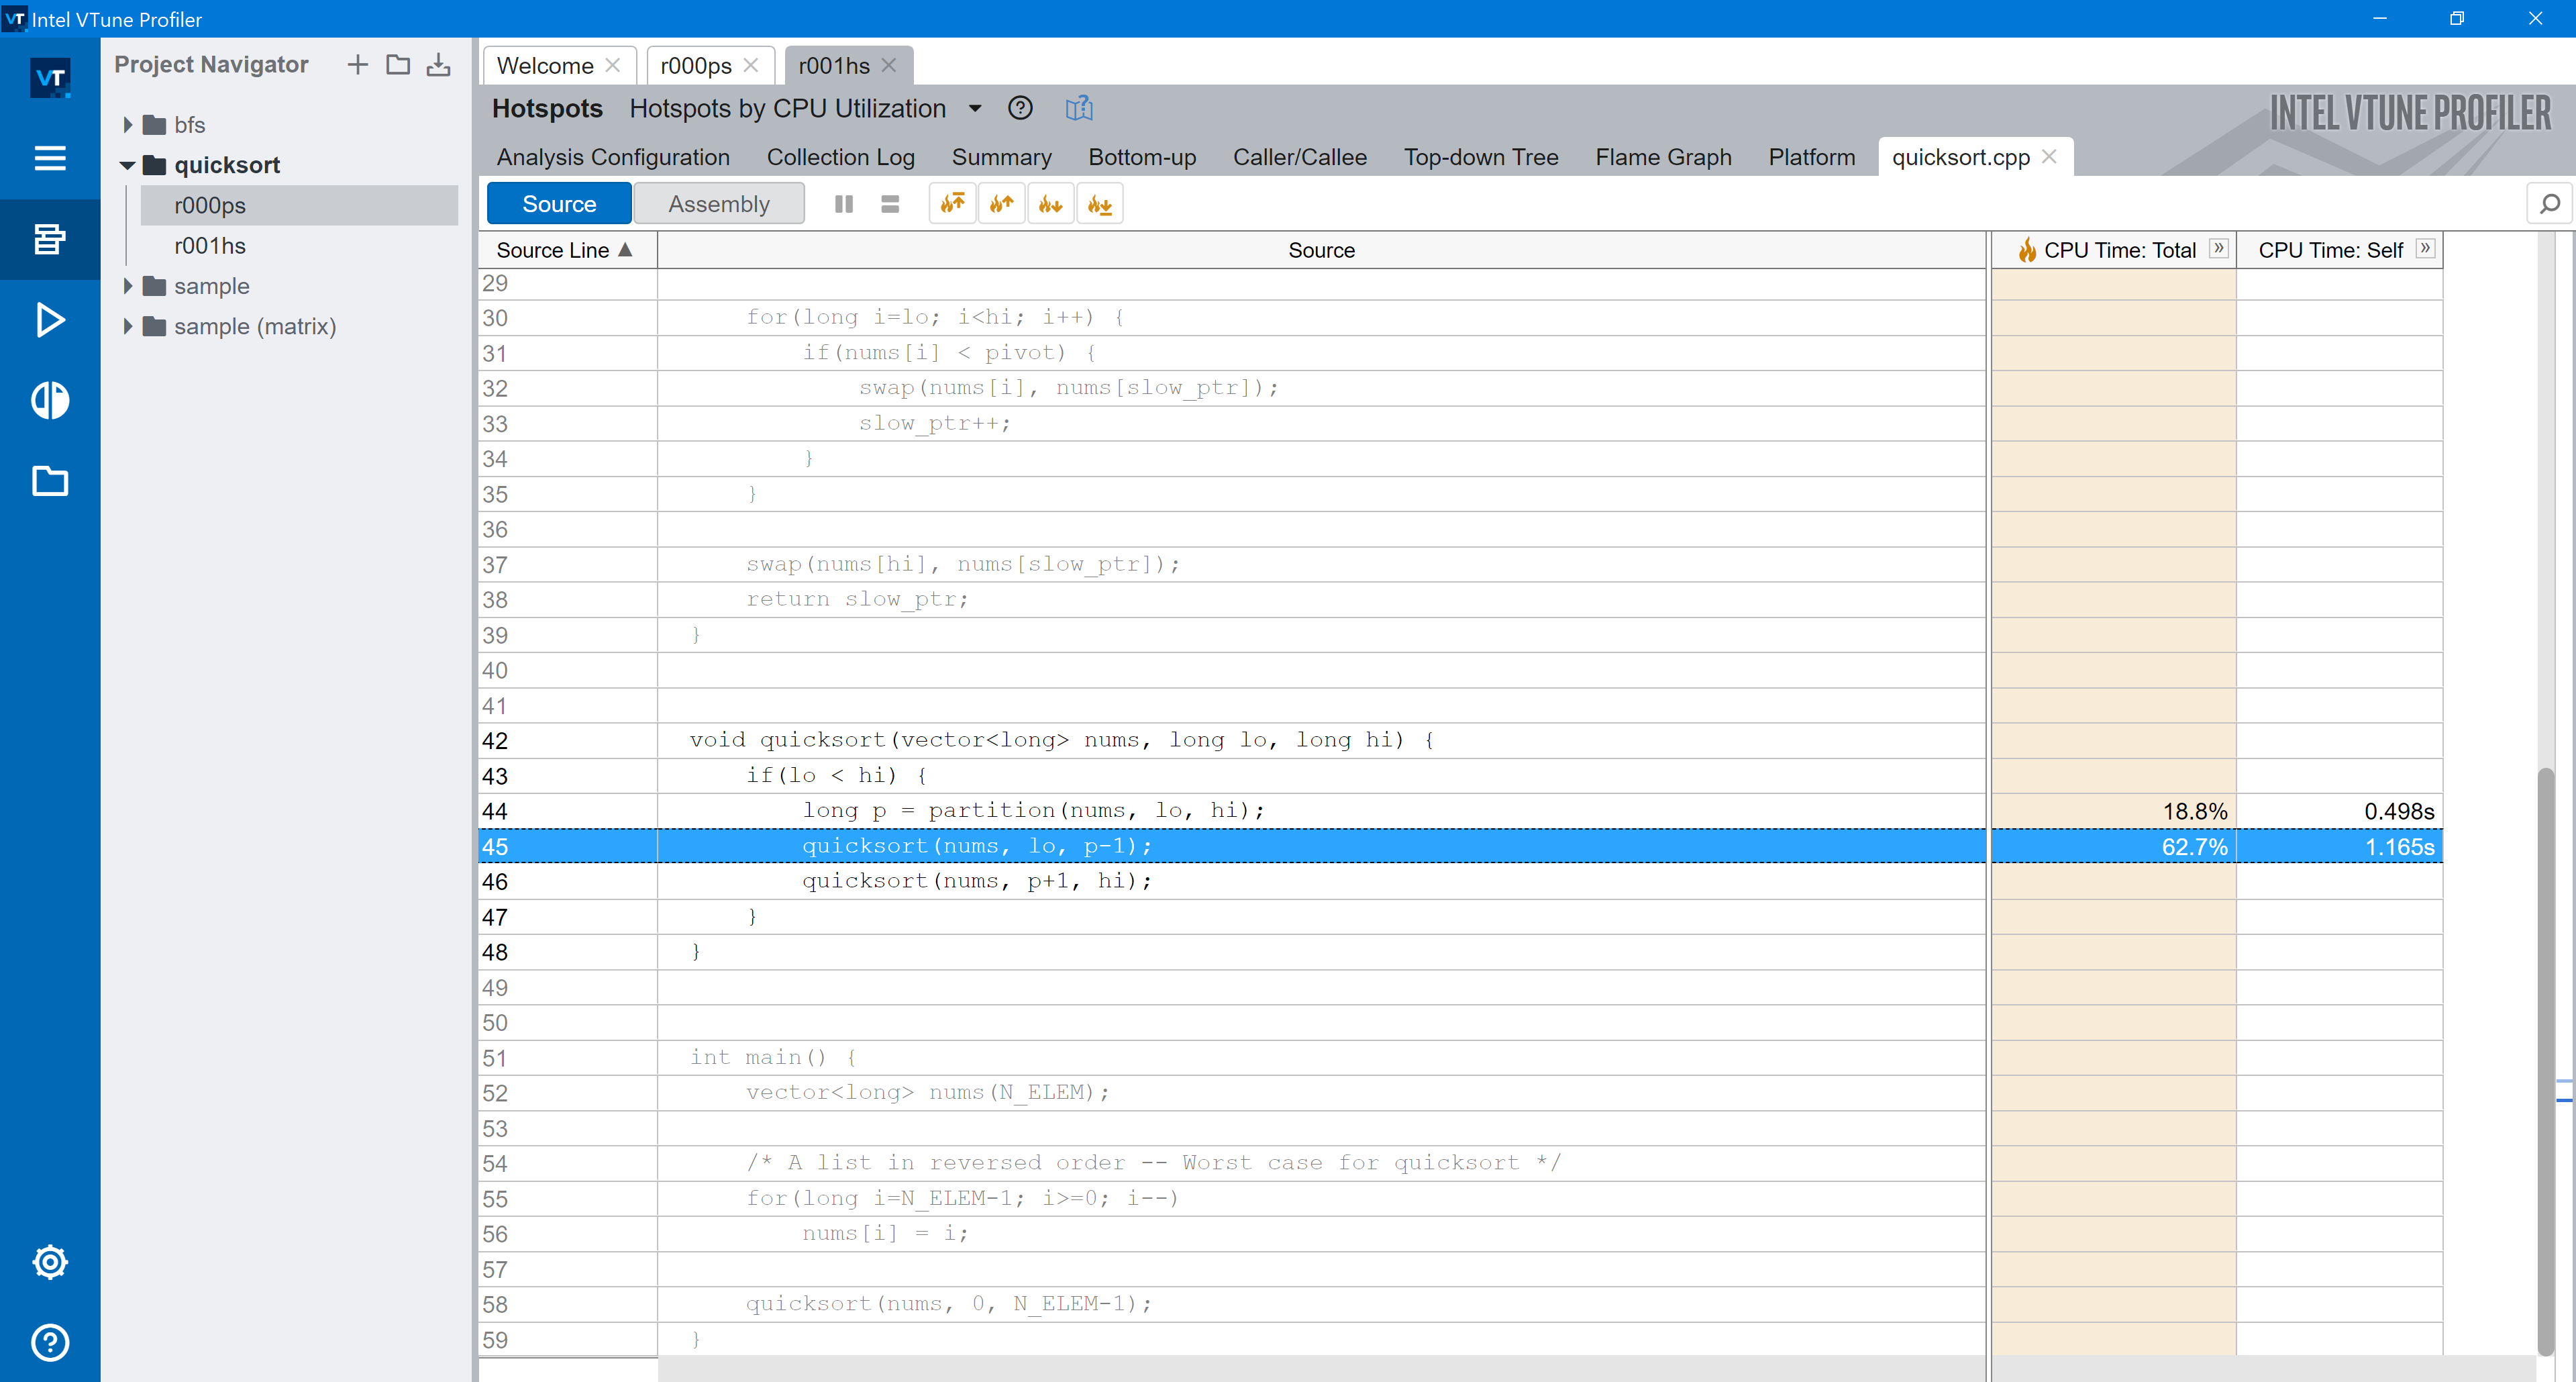 VT Intel VTune Profiler
VT
Project Navigator
bfs
quicksort
r000ps
r001hs
sample
sample (matrix)
Welcome r000ps r001hs
Hotspots Hotspots by CPU Utilization
INTEL VTUNE PROFILER
Analysis Configuration Collection Log Summary Bottom-up Caller/Callee Top-down Tree Flame Graph Platform quicksort.cpp
Source Assembly
Source Line Source CPU Time: Total CPU Time: Self
29
30 for(long i=lo; i<hi; i++) {
31 if(nums[i] < pivot) {
32 swap(nums[i], nums[slow_ptr]);
33 slow_ptr++;
34 }
35 }
36
37 swap(nums[hi], nums[slow_ptr]);
38 return slow_ptr;
39 }
40
41
42 void quicksort(vector<long> nums, long lo, long hi) {
43 if(lo < hi) {
44 long p = partition(nums, lo, hi); 18.8% 0.498s
45 quicksort(nums, lo, p-1); 62.7% 1.165s
46 quicksort(nums, p+1, hi);
47 }
48 }
49
50
51 int main() {
52 vector<long> nums(N_ELEM);
53
54 /* A list in reversed order -- Worst case for quicksort */
55 for(long i=N_ELEM-1; i>=0; i--)
56 nums[i] = i;
57
58 quicksort(nums, 0, N_ELEM-1);
59 }